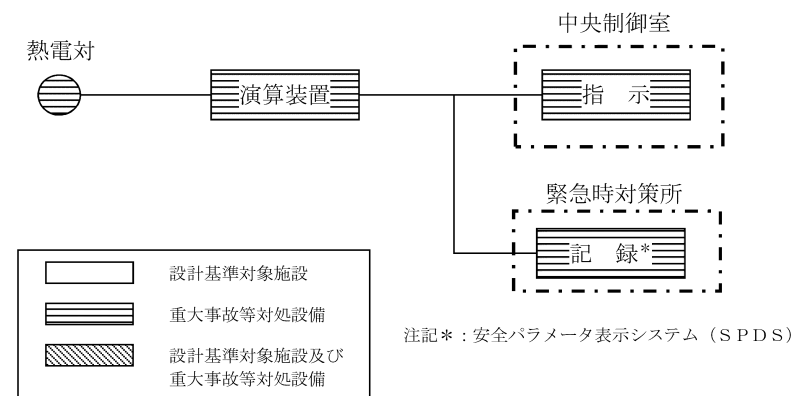 中央制御室
熱電対
演算装置
指　示
緊急時対策所
記　録*
設計基準対象施設
重大事故等対処設備
設計基準対象施設及び
重大事故等対処設備
注記＊：安全パラメータ表示システム（ＳＰＤＳ）